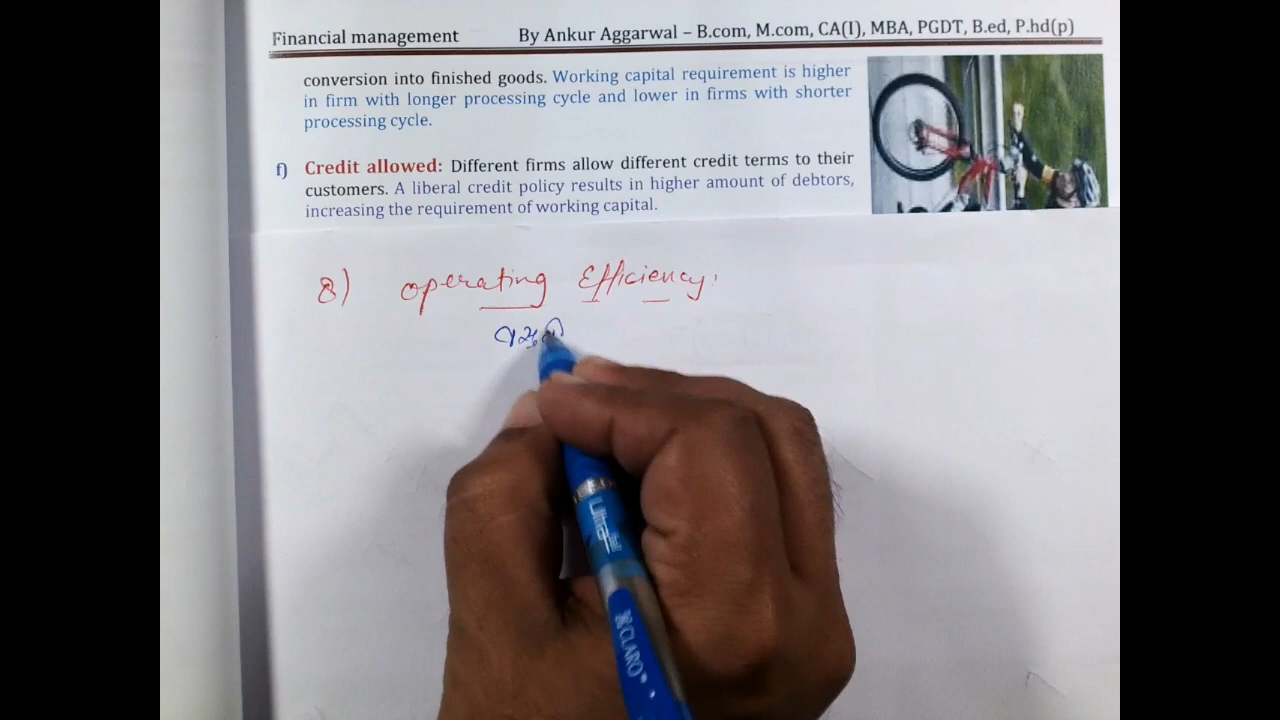 Financial management By Ankur Aggarwal – B.com, M.com, CA(I), MBA, PGDT, B.ed, P.hd(p)
conversion into finished goods. Working capital requirement is higher
in firm with longer processing cycle and lower in firms with shorter
processing cycle.
f) Credit allowed: Different firms allow different credit terms to their
customers. A liberal credit policy results in higher amount of debtors,
increasing the requirement of working capital.
8) Operating Efficiency.
CLARO